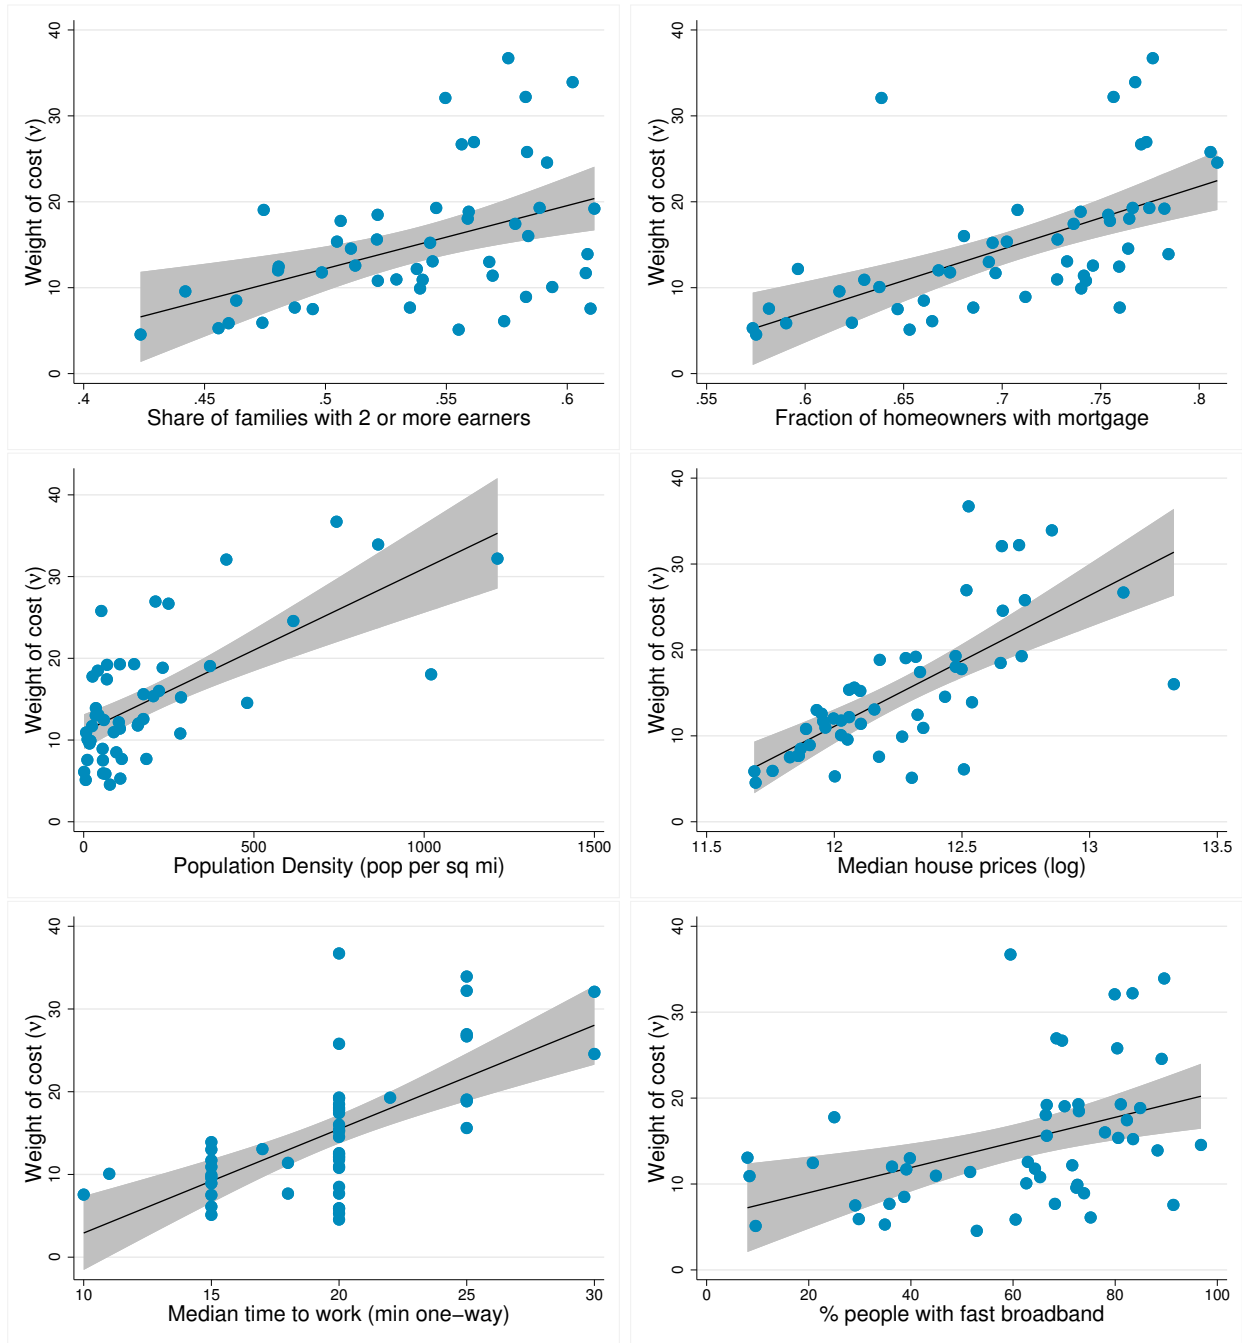 Weight of cost (ν)
40
30
20
10
0
.4 .45 .5 .55 .6
Share of families with 2 or more earners
Weight of cost (ν)
40
30
20
10
0
.55 .6 .65 .7 .75 .8
Fraction of homeowners with mortgage
Weight of cost (ν)
40
30
20
10
0
0 500 1000 1500
Population Density (pop per sq mi)
Weight of cost (ν)
40
30
20
10
0
11.5 12 12.5 13 13.5
Median house prices (log)
Weight of cost (ν)
40
30
20
10
0
10 15 20 25 30
Median time to work (min one−way)
Weight of cost (ν)
40
30
20
10
0
0 20 40 60 80 100
% people with fast broadband